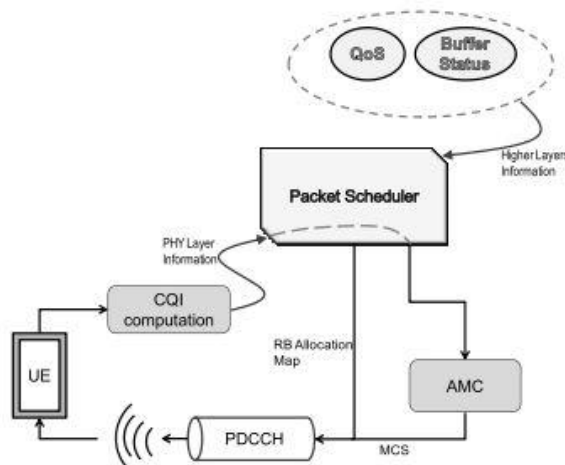 QoS
Buffer
Status
Higher Layers
Information
Packet Scheduler
PHY Layer
Information
CQI
computation
RB Allocation
Map
UE
AMC
PDCCH
MCS